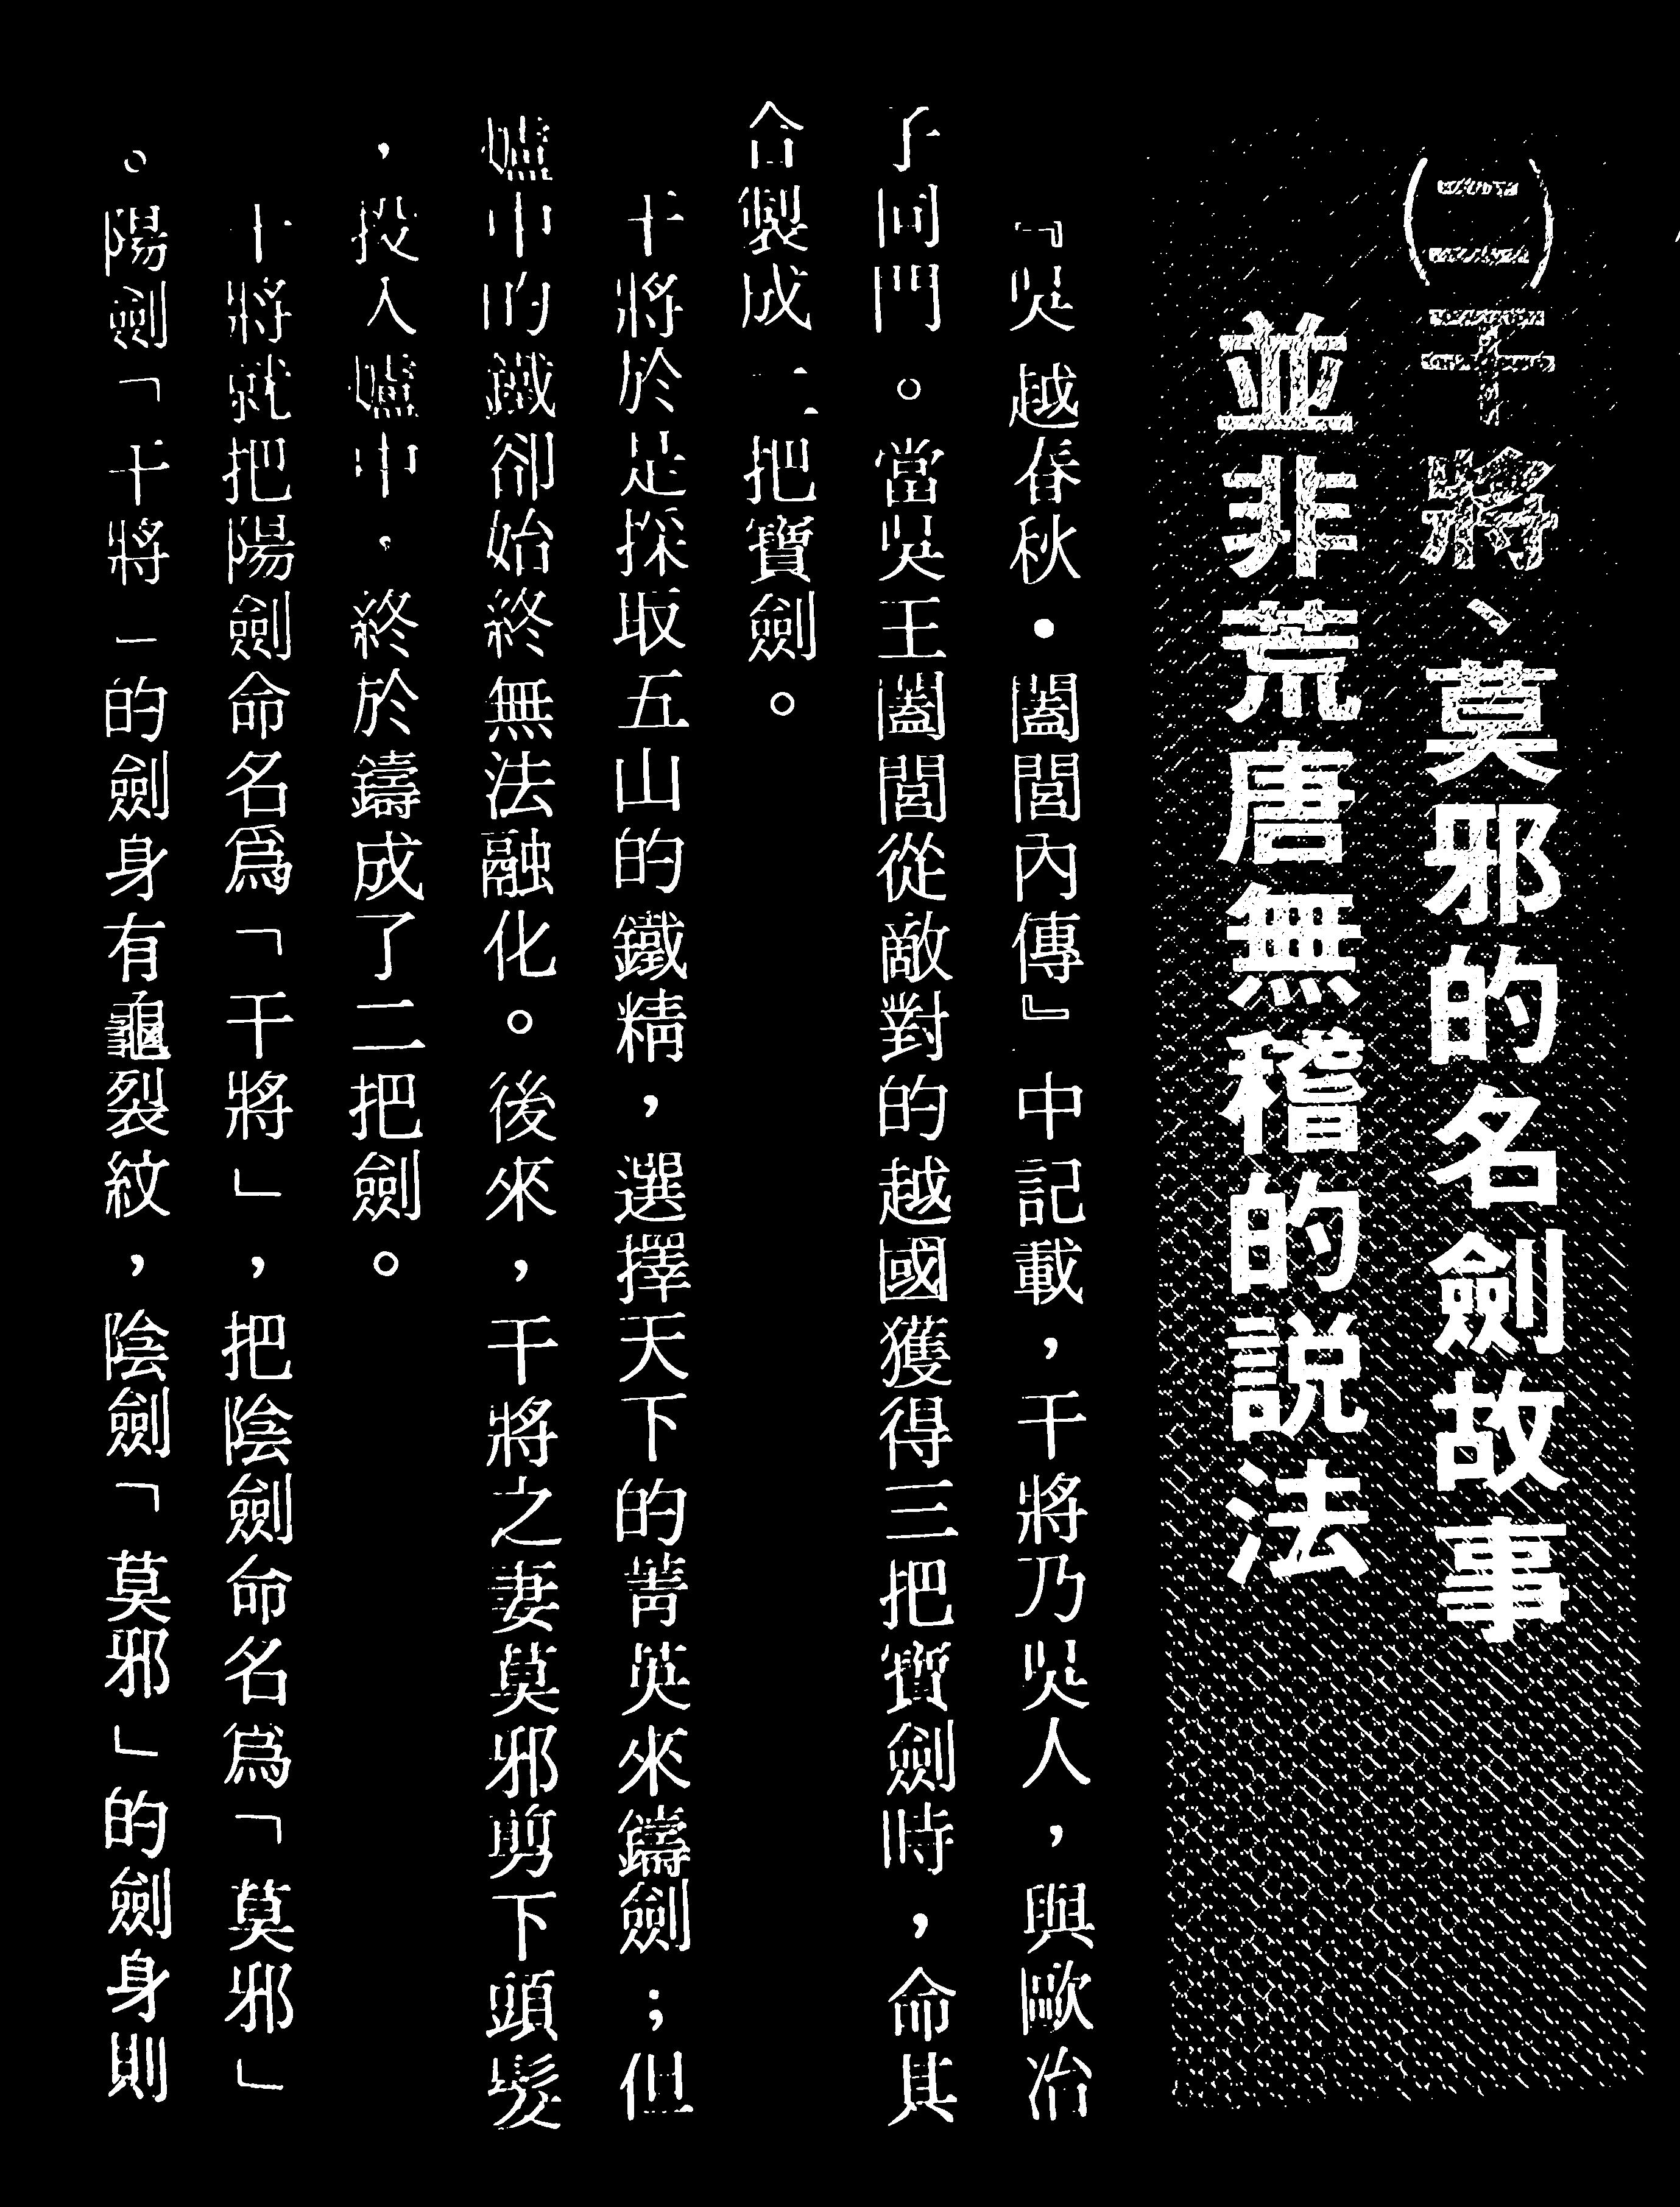 (二)干將、莫邪的名劍故事
並非荒唐無稽的説法
『吳越春秋・闔閭內傳』中記載，干將乃吳人，與歐冶
子同門。當吳王闔閭從敵對的越國獲得三把寶劍時，命其
合製成二把寶劍。
干將於是採取五山的鐵精，選擇天下的菁英來鑄劍；但
爐中的鐵卻始終無法融化。後來，干將之妻莫邪剪下頭髮
，投入爐中，終於鑄成了二把劍。
干將就把陽劍命名爲「干將」，把陰劍命名爲「莫邪」
。陽劍「干將」的劍身有龜裂紋，陰劍「莫邪」的劍身則